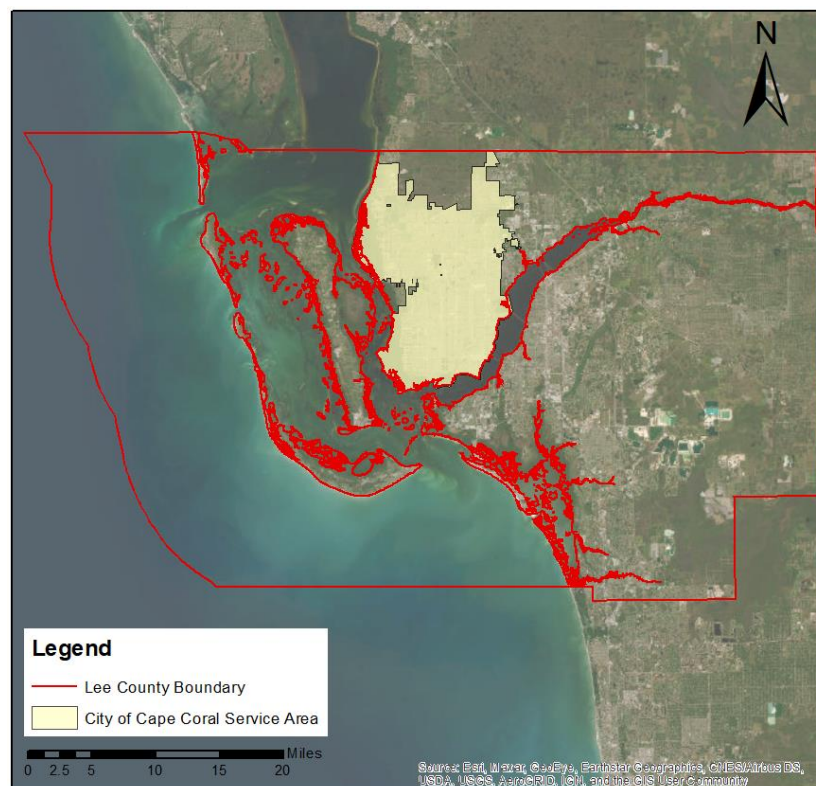 N
Legend
Lee County Boundary
City of Cape Coral Service Area
Miles
0 2.5 5 10 15 20
Source: Esri, Maxar, GeoEye, Earthstar Geographics, CNES/Airbus DS,
USDA, USGS, AeroGRID, IGN, and the GIS User Community